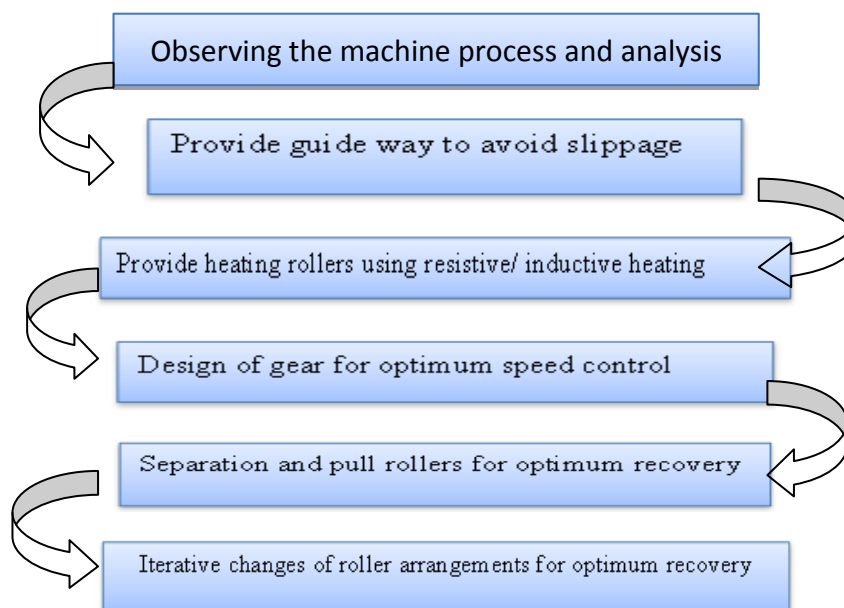 Observing the machine process and analysis
Provide guide way to avoid slippage
Provide heating rollers using resistive/ inductive heating
Design of gear for optimum speed control
Separation and pull rollers for optimum recovery
Iterative changes of roller arrangements for optimum recovery